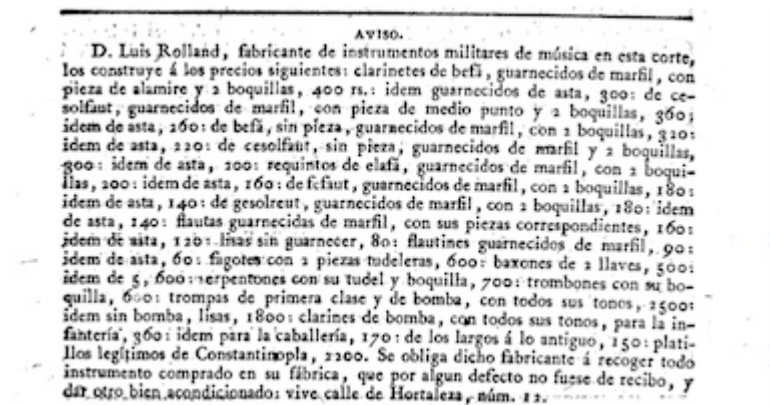 AVISO.
D. Luis Rolland, fabricante de instrumentos militares de música en esta corte,
los construye á los precios siguientes: clarinetes de befá, guarnecidos de marfil, con
pieza de alamire y 2 boquillas, 400 rs.: idem guarnecidos de asta, 300: de ce-
solfaut, guarnecidos de marfil, con pieza de medio punto y 2 boquillas, 360;
idem de asta, 260: de befá, sin pieza, guarnecidos de marfil, con 2 boquillas, 320:
idem de asta, 220: de cesolfaut, sin pieza, guarnecidos de marfil y 2 boquillas,
300: idem de asta, 200: requintos de elafá, guarnecidos de marfil, con 2 boqui-
llas, 200: idem de asta, 160: de fefaut, guarnecidos de marfil, con 2 boquillas, 180:
idem de asta, 140: de gesolreut, guarnecidos de marfil, con 2 boquillas, 180: idem
de asta, 140: flautas guarnecidas de marfil, con sus piezas correspondientes, 160:
idem de asta, 120: lisas sin guarnecer, 80: flautines guarnecidos de marfil, 90:
idem de asta, 60: fagotes con 2 piezas tudeleras, 600: baxones de 2 llaves, 500:
idem de 5, 600: serpentones con su tudel y boquilla, 700: trombones con su bo-
quilla, 600: trompas de primera clase y de bomba, con todos sus tonos, 2500:
idem sin bomba, lisas, 1800: clarines de bomba, con todos sus tonos, para la in-
fantería, 360: idem para la caballería, 170: de los largos á lo antiguo, 150: plati-
llos legítimos de Constantinopla, 2200. Se obliga dicho fabricante á recoger todo
instrumento comprado en su fábrica, que por algun defecto no fuese de recibo, y
dar otro bien acondicionado: vive calle de Hortaleza, núm. 12.